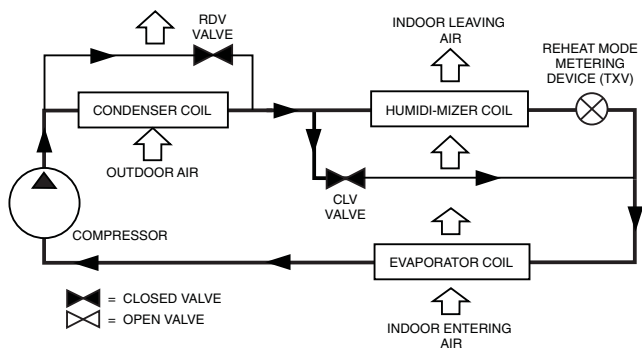 RDV
VALVE
INDOOR LEAVING
AIR
REHEAT MODE
METERING
DEVICE (TXV)
CONDENSER COIL
HUMIDI-MIZER COIL
OUTDOOR AIR
CLV
VALVE
COMPRESSOR
EVAPORATOR COIL
= CLOSED VALVE
= OPEN VALVE
INDOOR ENTERING
AIR